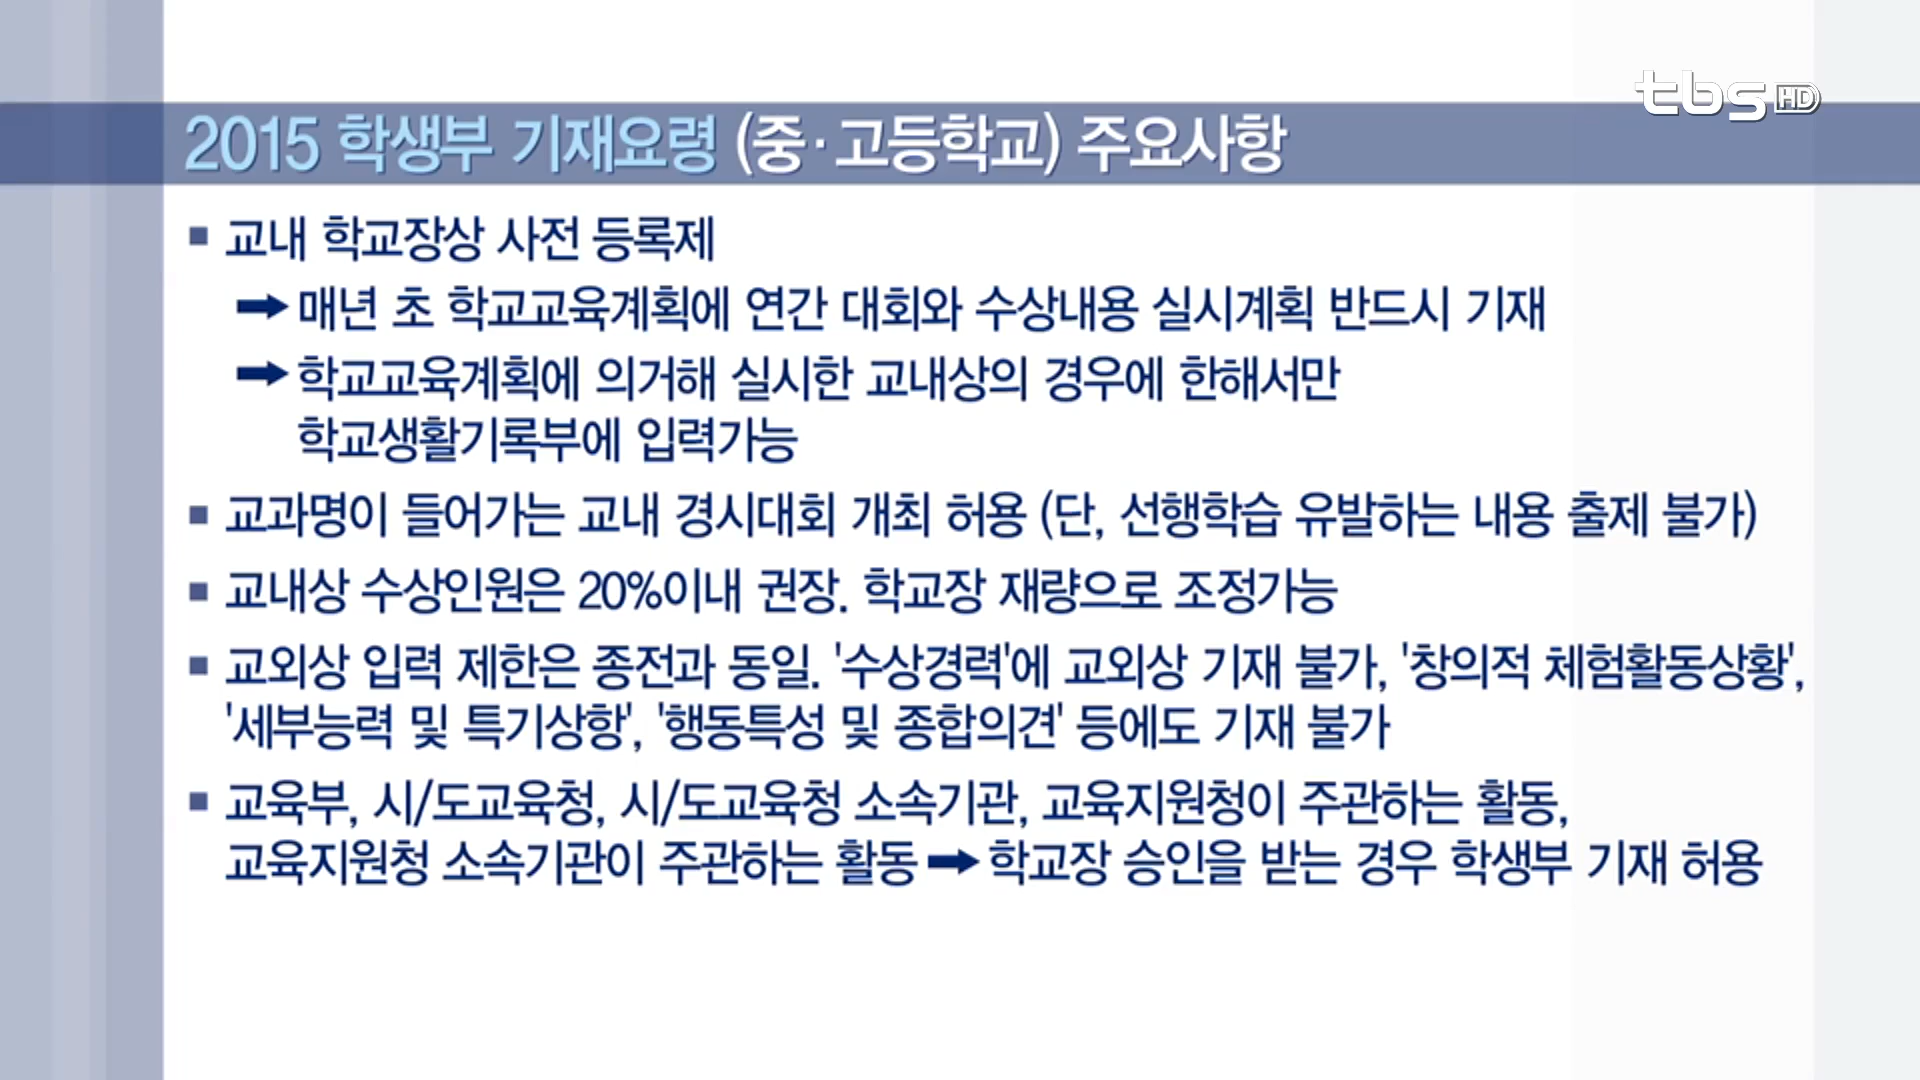 tbs HD
2015 학생부 기재요령 (중·고등학교) 주요사항
■ 교내 학교장상 사전 등록제
➡ 매년 초 학교교육계획에 연간 대회와 수상내용 실시계획 반드시 기재
➡ 학교교육계획에 의거해 실시한 교내상의 경우에 한해서만
학교생활기록부에 입력가능
■ 교과명이 들어가는 교내 경시대회 개최 허용 (단, 선행학습 유발하는 내용 출제 불가)
■ 교내상 수상인원은 20%이내 권장. 학교장 재량으로 조정가능
■ 교외상 입력 제한은 종전과 동일. '수상경력'에 교외상 기재 불가, '창의적 체험활동상황',
'세부능력 및 특기상항', '행동특성 및 종합의견' 등에도 기재 불가
■ 교육부, 시/도교육청, 시/도교육청 소속기관, 교육지원청이 주관하는 활동,
교육지원청 소속기관이 주관하는 활동 ➡ 학교장 승인을 받는 경우 학생부 기재 허용